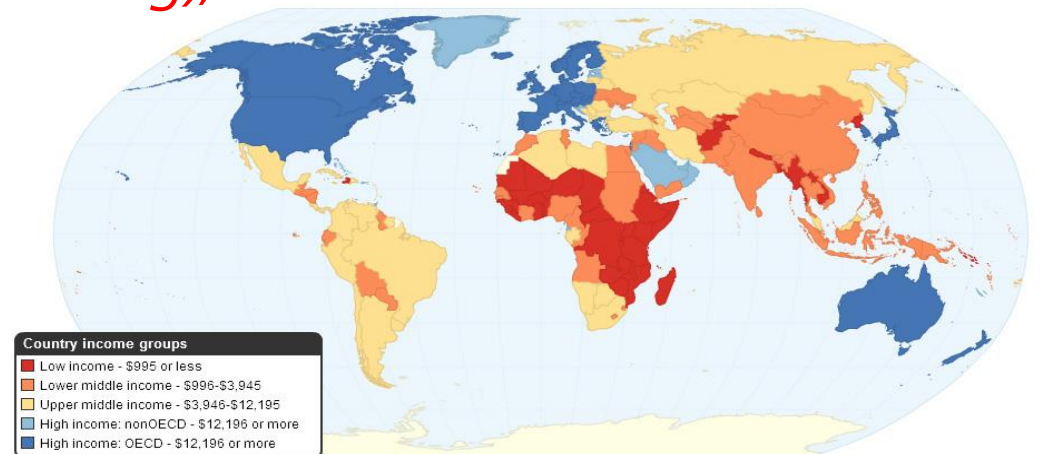 Country income groups
Low income - $995 or less
Lower middle income - $996-$3,945
Upper middle income - $3,946-$12,195
High income: nonOECD - $12,196 or more
High income: OECD - $12,196 or more